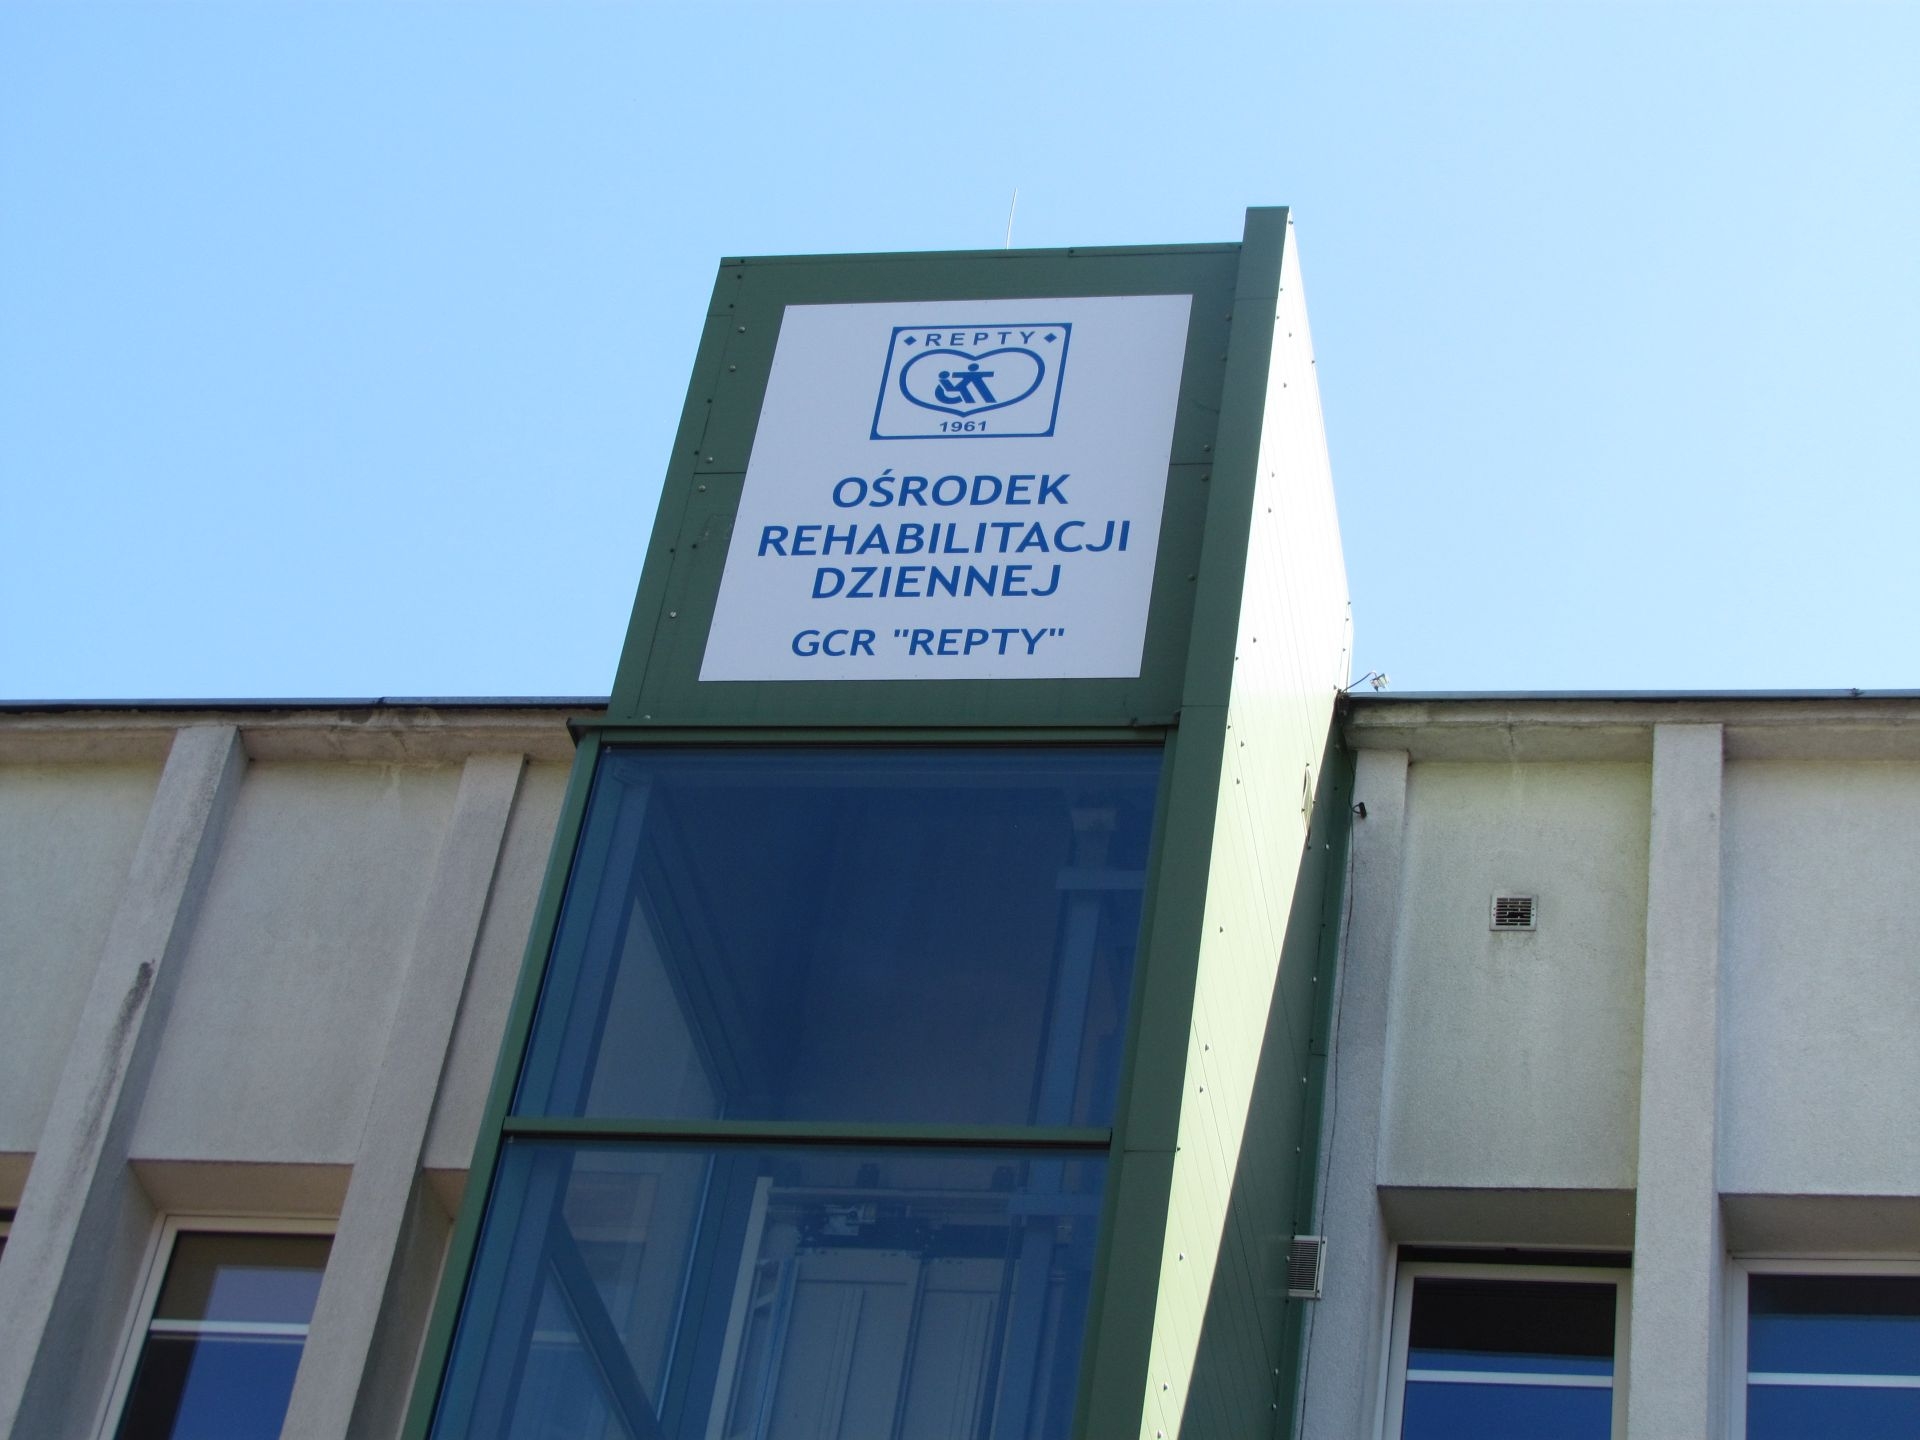 REPTY
1961
OŚRODEK
REHABILITACJI
DZIENNEJ
GCR "REPTY"